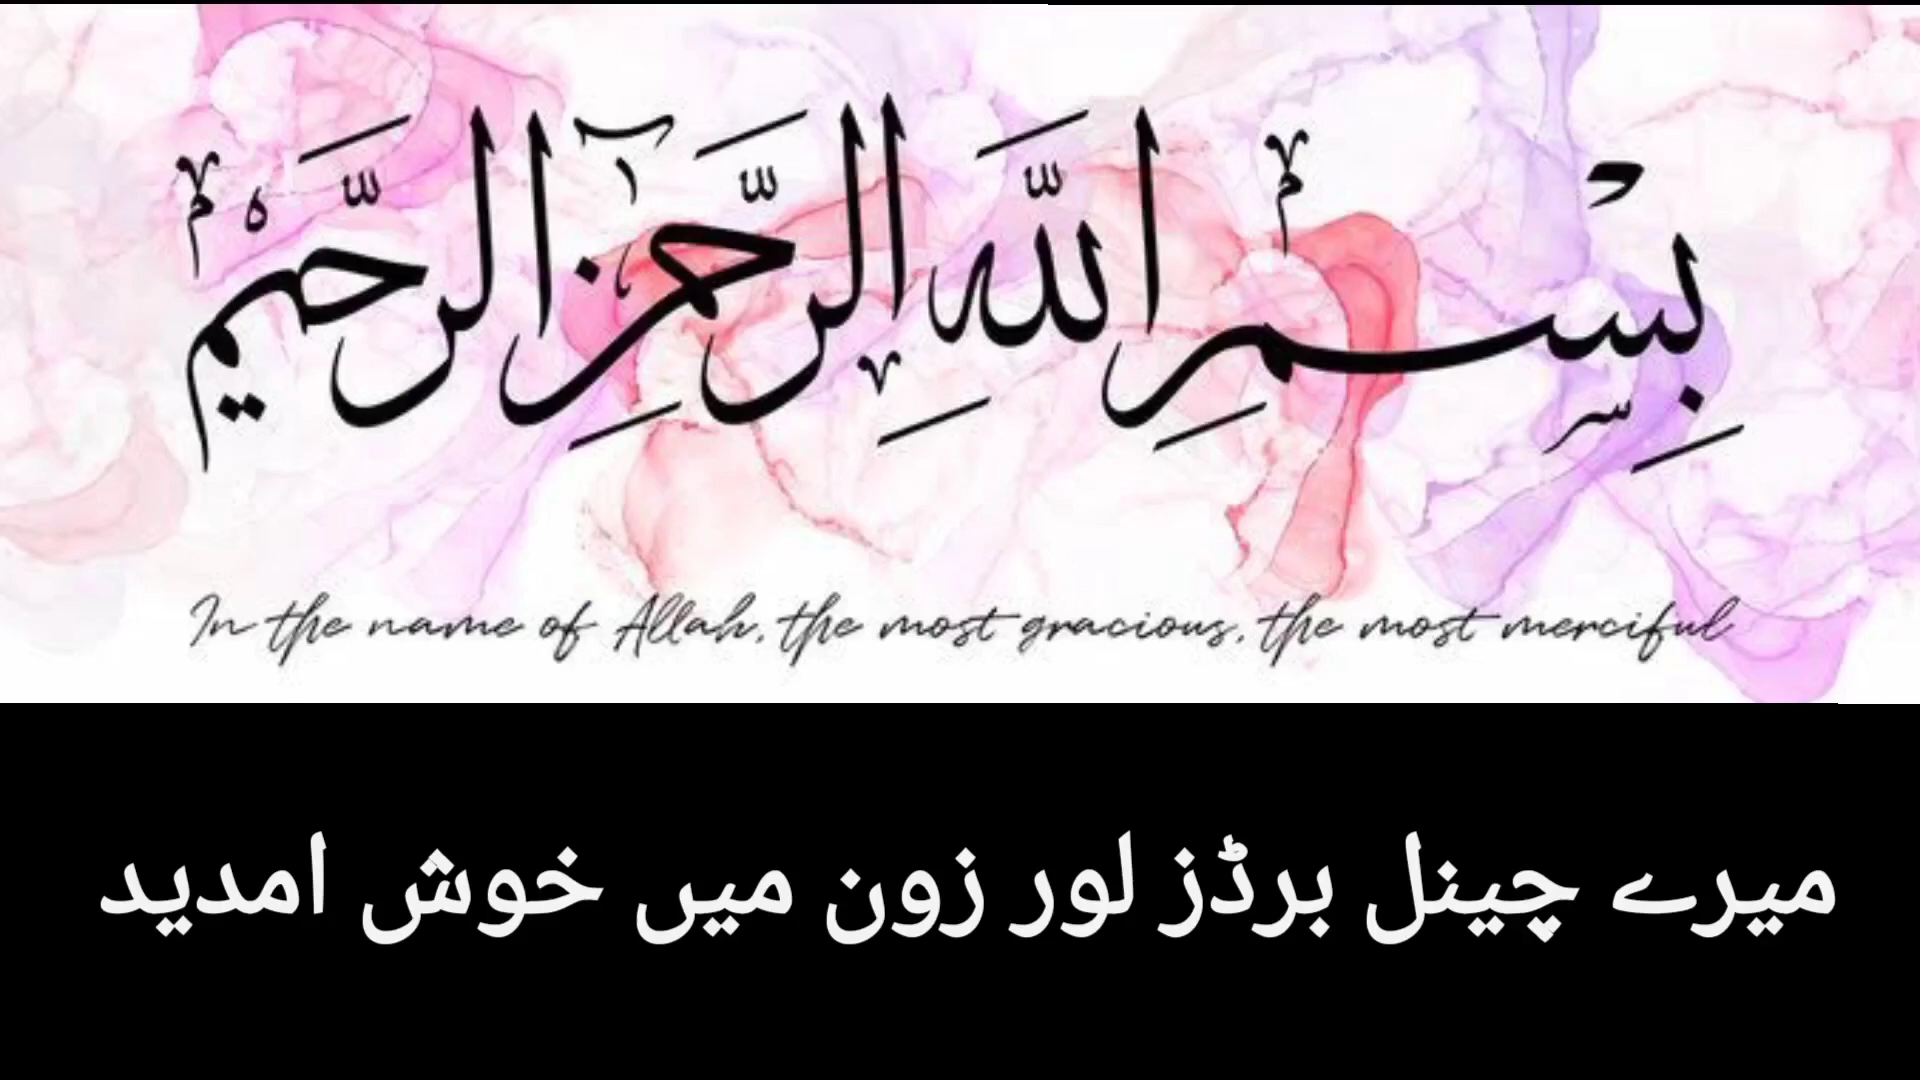 بِسْمِ اللَّهِ الرَّحْمٰنِ الرَّحِيمِ
In the name of Allah, the most gracious, the most merciful
میرے چینل برڈز لور زون میں خوش امدید